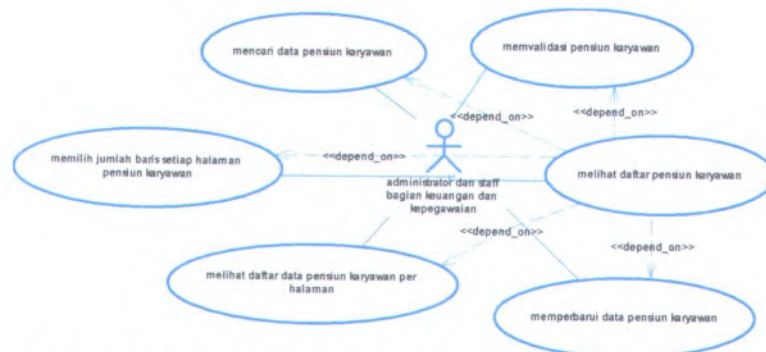 mencari data pensiun karyawan
memvalidasi pensiun karyawan
<<depend_on>>
<<depend_on>>
memilih jumlah baris setiap halaman
pensiun karyawan
<<depend_on>>
melihat daftar pensiun karyawan
administrator dan staff
bagian keuangan dan
kepegawaian
<<depend_on>>
<<depend_on>>
melihat daftar data pensiun karyawan per
halaman
memperbarui data pensiun karyawan